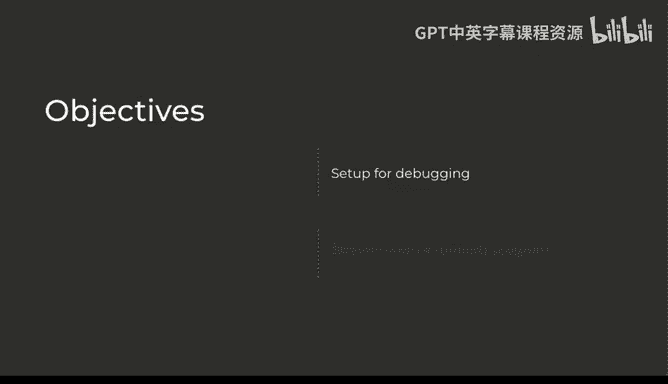 GPT中英字幕课程资源 bilibili
Objectives
Setup for debugging